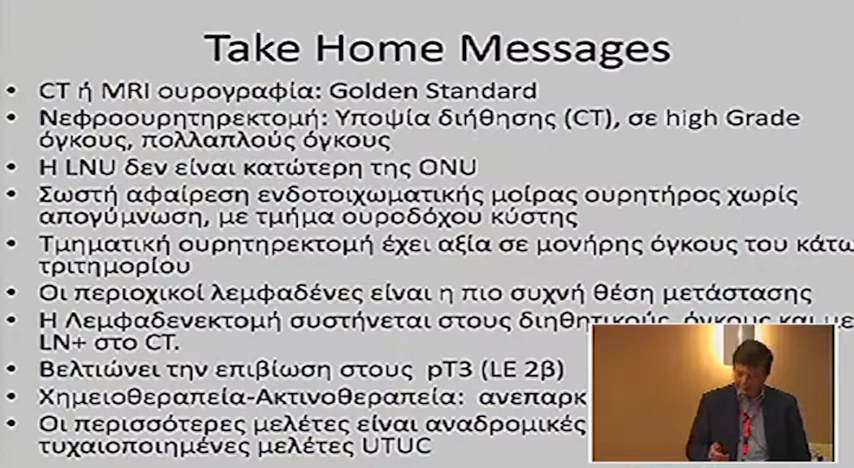 Take Home Messages
• CT ή MRI ουρογραφία: Golden Standard
• Νεφροουρητηρεκτομή: Υποψία διήθησης (CT), σε high Grade
όγκους, πολλαπλούς όγκους
• Η LNU δεν είναι κατώτερη της ONU
• Σωστή αφαίρεση ενδοτοιχωματικής μοίρας ουρητήρος χωρίς
απογύμνωση, με τμήμα ουροδόχου κύστης
• Τμηματική ουρητηρεκτομή έχει αξία σε μονήρης όγκους του κάτω
τριτημορίου
• Οι περιοχικοί λεμφαδένες είναι η πιο συχνή θέση μετάστασης
• Η Λεμφαδενεκτομή συστήνεται στους διηθητικούς όγκους και με
LN+ στο CT.
• Βελτιώνει την επιβίωση στους pT3 (LE 2β)
• Χημειοθεραπεία-Ακτινοθεραπεία:
• Οι περισσότερες μελέτες είναι αναδρομικές
τυχαιοποιημένες μελέτες UTUC